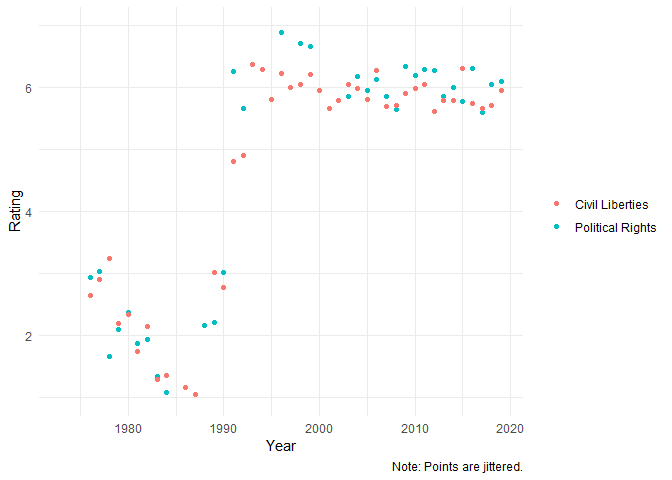 6
4
2
Rating
1980
1990
2000
2010
2020
Year
Civil Liberties
Political Rights
Note: Points are jittered.